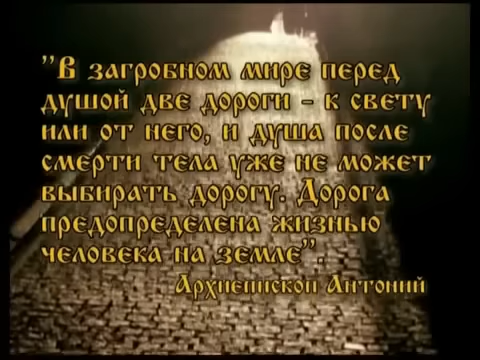 "В загробном мире перед
душой две дороги - к свету
или от него, и душа после
смерти тела уже не может
выбирать дорогу. Дорога
предопределена жизнью
человека на земле".
Архиепископ Антоний